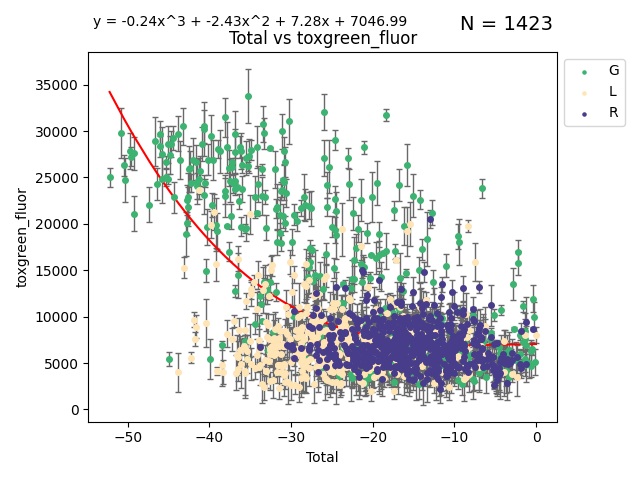 y = -0.24x^3 + -2.43x^2 + 7.28x + 7046.99
N = 1423
Total vs toxgreen_fluor
35000
30000
25000
20000
15000
10000
5000
0
toxgreen_fluor
−50
−40
−30
−20
−10
0
Total
G
L
R